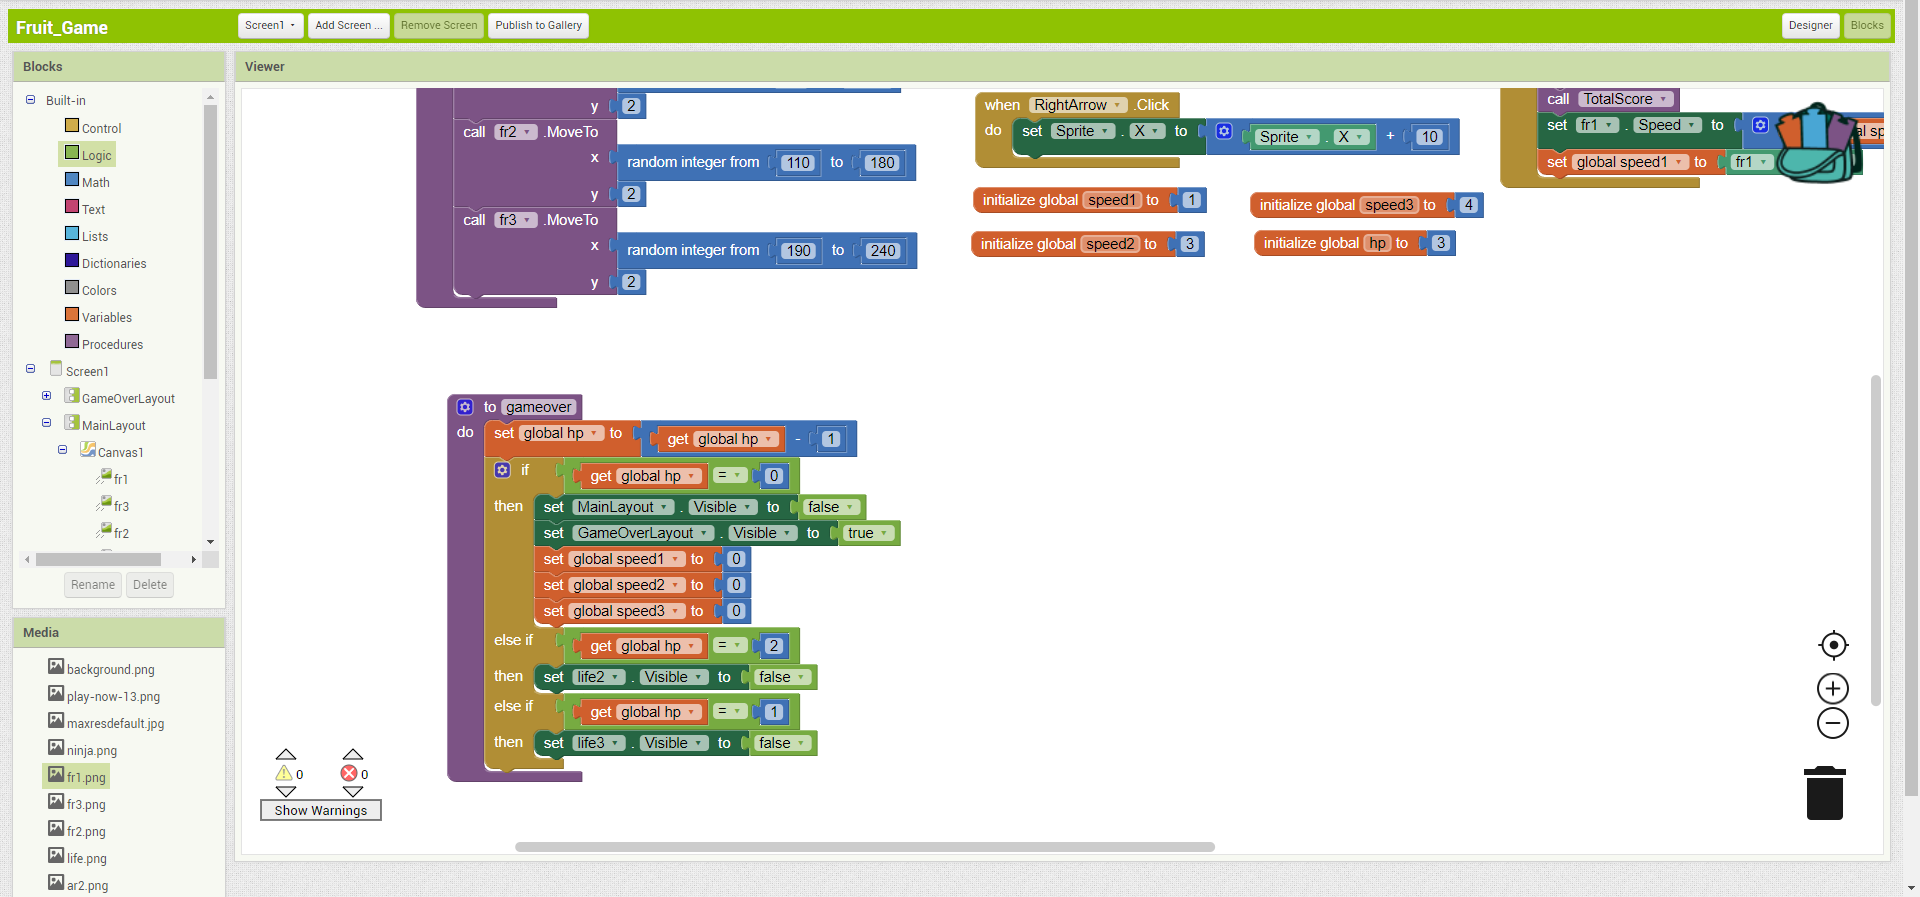 Fruit_Game
Screen1
Add Screen ...
Remove Screen
Publish to Gallery
Designer
Blocks
Blocks
Built-in
Control
Logic
Math
Text
Lists
Dictionaries
Colors
Variables
Procedures
Screen1
GameOverLayout
MainLayout
Canvas1
fr1
fr3
fr2
Rename
Delete
Media
background.png
play-now-13.png
maxresdefault.jpg
ninja.png
fr1.png
fr3.png
fr2.png
life.png
ar2.png
Viewer
y 2
call fr2 .MoveTo
x random integer from 110 to 180
y 2
call fr3 .MoveTo
x random integer from 190 to 240
y 2
when RightArrow .Click
do set Sprite . X to Sprite . X + 10
initialize global speed1 to 1
initialize global speed3 to 4
initialize global speed2 to 3
initialize global hp to 3
call TotalScore
set fr1 . Speed to
set global speed1 to fr1
to gameover
do set global hp to get global hp - 1
if get global hp = 0
then set MainLayout . Visible to false
set GameOverLayout . Visible to true
set global speed1 to 0
set global speed2 to 0
set global speed3 to 0
else if get global hp = 2
then set life2 . Visible to false
else if get global hp = 1
then set life3 . Visible to false
0
0
Show Warnings